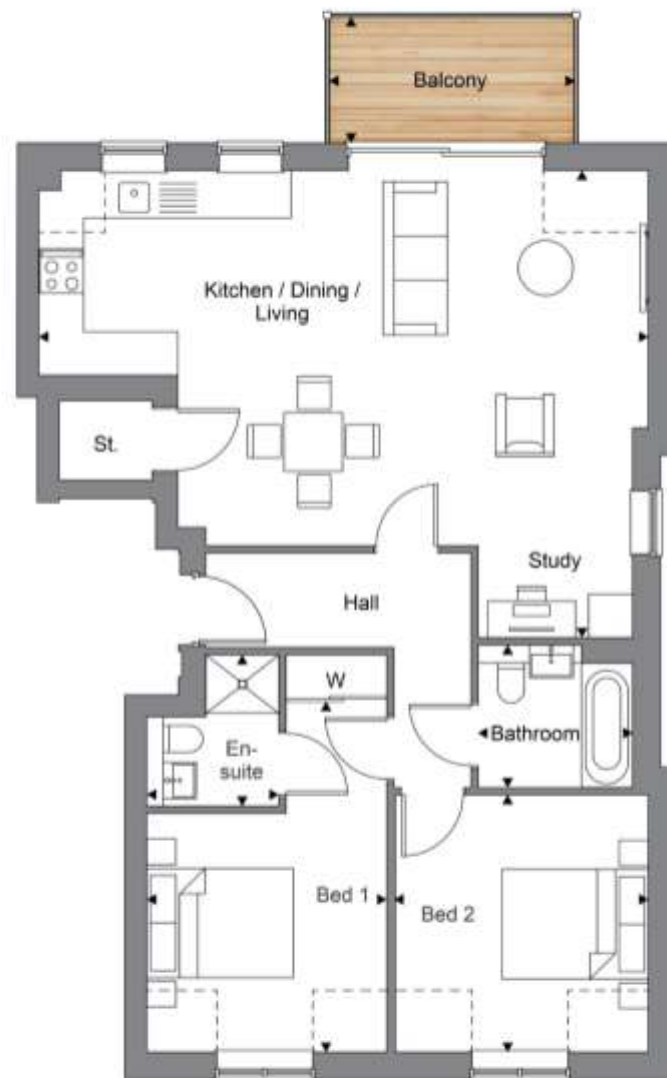 Balcony
Kitchen / Dining /
Living
St.
Study
Hall
W
En-
suite
Bathroom
Bed 1
Bed 2